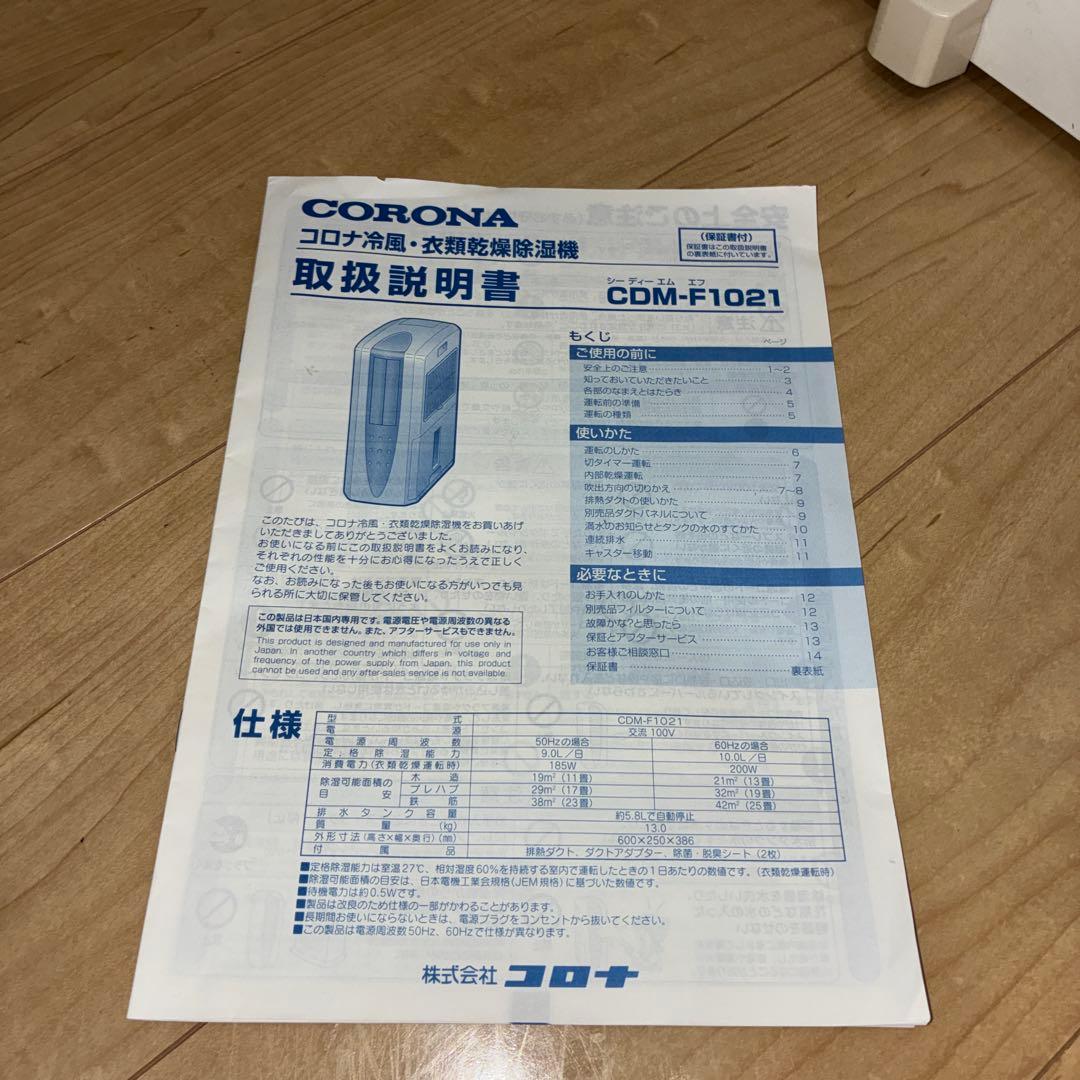 CORONA
コロナ冷風・衣類乾燥除湿機
取扱説明書
(保証書付)
保証書はこの取扱説明書
の裏表紙に付いています。
シー ディー エム エフ
CDM-F1021
もくじ
ページ
ご使用の前に
安全上のご注意 1~2
知っておいていただきたいこと 3
各部のなまえとはたらき 4
運転前の準備 5
運転の種類 5
使いかた
運転のしかた 6
切タイマー運転 7
内部乾燥運転 7
吹出方向の切りかえ 7~8
排熱ダクトの使いかた 9
別売品ダクトパネルについて 9
満水のお知らせとタンクの水のすてかた 10
連続排水 11
キャスター移動 11
必要なときに
お手入れのしかた 12
別売品フィルターについて 12
故障かな?と思ったら 13
保証とアフターサービス 13
お客様ご相談窓口 14
保証書 裏表紙
このたびは、コロナ冷風・衣類乾燥除湿機をお買いあげ
いただきましてありがとうございました。
お使いになる前にこの取扱説明書をよくお読みになり、
それぞれの性能を十分にお心得になったうえで正しく
ご使用ください。
なお、お読みになった後もお使いになる方がいつでも見
られる所に大切に保管してください。
この製品は日本国内専用です。電源電圧や電源周波数の異なる
外国では使用できません。また、アフターサービスもできません。
This product is designed and manufactured for use only in
Japan. In another country which differs in voltage and
frequency of the power supply from Japan, this product
cannot be used and any after-sales service is not available.
仕様
型式 CDM-F1021
電源 交流 100V
電源周波数 50Hzの場合 60Hzの場合
定格除湿能力 9.0L/日 10.0L/日
消費電力(衣類乾燥運転時) 185W 200W
除湿可能面積の目安 木造 19m²(11畳) 21m²(13畳)
プレハブ 29m²(17畳) 32m²(19畳)
鉄筋 38m²(23畳) 42m²(25畳)
排水タンク容量 約5.8Lで自動停止
質量(kg) 13.0
外形寸法(高さ×幅×奥行)(mm) 600×250×386
付属品 排熱ダクト、ダクトアダプター、除菌・脱臭シート(2枚)
■定格除湿能力は室温27℃、相対湿度60%を持続する室内で運転したときの1日あたりの数値です。(衣類乾燥運転時)
■除湿可能面積の目安は、日本電機工業会規格(JEM規格)に基づいた数値です。
■待機電力は約0.5Wです。
■製品は改良のため仕様の一部がかわることがあります。
■長期間お使いにならないときは、電源プラグをコンセントから抜いてください。
■この製品は電源周波数50Hz、60Hzで仕様が異なります。
株式会社 コロナ